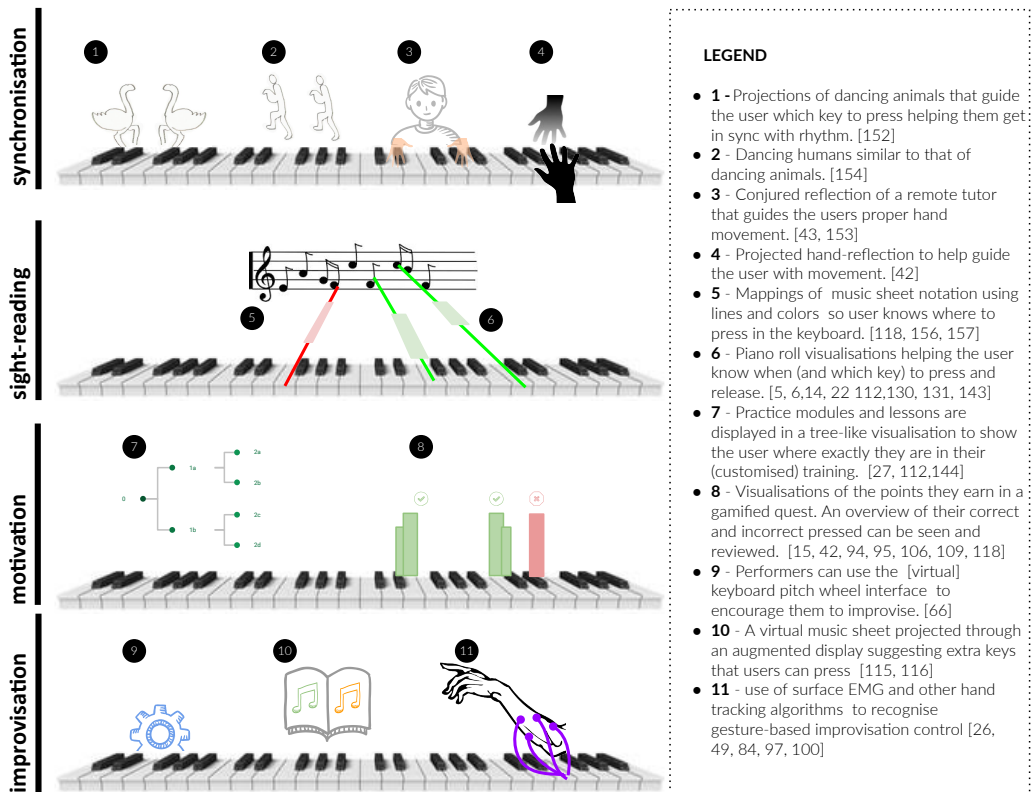 synchronisation
1
2
3
4
sight-reading
5
6
motivation
7
0
1a
1b
2a
2b
2c
2d
8
improvisation
9
10
11
LEGEND
● 1 - Projections of dancing animals that guide
the user which key to press helping them get
in sync with rhythm. [152]
● 2 - Dancing humans similar to that of
dancing animals. [154]
● 3 - Conjured reflection of a remote tutor
that guides the users proper hand
movement. [43, 153]
● 4 - Projected hand-reflection to help guide
the user with movement. [42]
● 5 - Mappings of music sheet notation using
lines and colors so user knows where to
press in the keyboard. [118, 156, 157]
● 6 - Piano roll visualisations helping the user
know when (and which key) to press and
release. [5, 6,14, 22 112,130, 131, 143]
● 7 - Practice modules and lessons are
displayed in a tree-like visualisation to show
the user where exactly they are in their
(customised) training. [27, 112,144]
● 8 - Visualisations of the points they earn in a
gamified quest. An overview of their correct
and incorrect pressed can be seen and
reviewed. [15, 42, 94, 95, 106, 109, 118]
● 9 - Performers can use the [virtual]
keyboard pitch wheel interface to
encourage them to improvise. [66]
● 10 - A virtual music sheet projected through
an augmented display suggesting extra keys
that users can press [115, 116]
● 11 - use of surface EMG and other hand
tracking algorithms to recognise
gesture-based improvisation control [26,
49, 84, 97, 100]